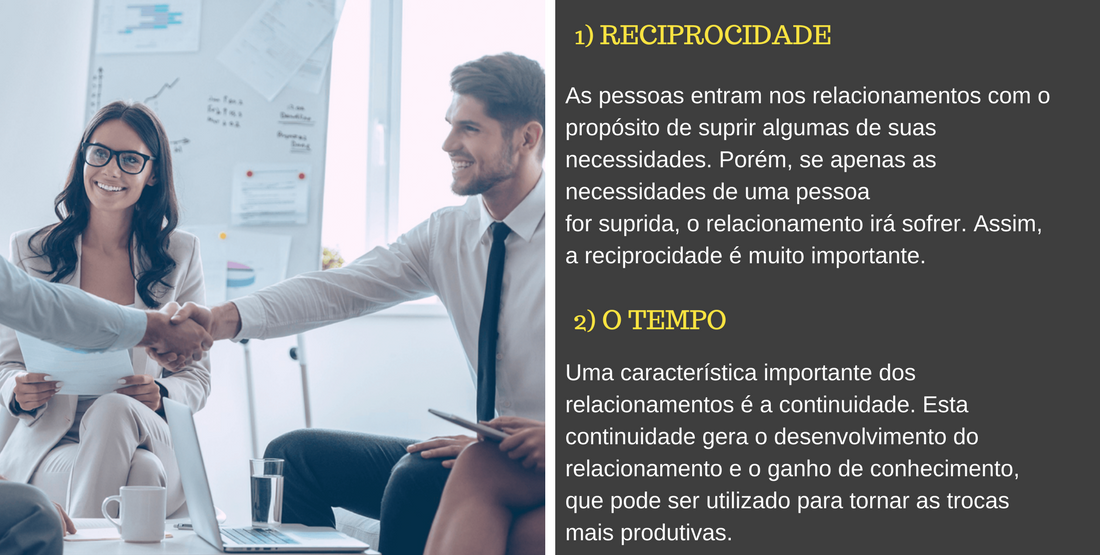 1) RECIPROCIDADE
As pessoas entram nos relacionamentos com o
propósito de suprir algumas de suas
necessidades. Porém, se apenas as
necessidades de uma pessoa
for suprida, o relacionamento irá sofrer. Assim,
a reciprocidade é muito importante.
2) O TEMPO
Uma característica importante dos
relacionamentos é a continuidade. Esta
continuidade gera o desenvolvimento do
relacionamento e o ganho de conhecimento,
que pode ser utilizado para tornar as trocas
mais produtivas.